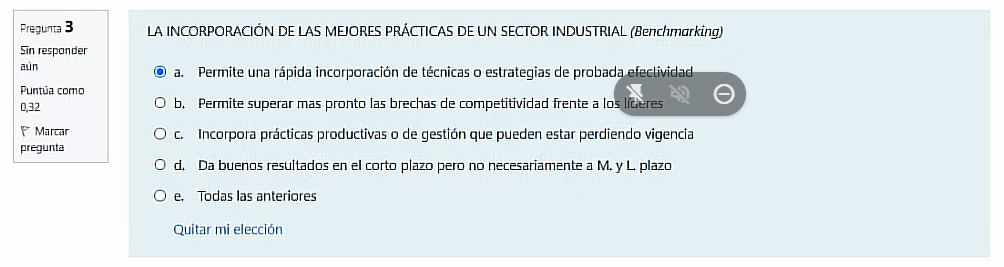 Pregunta 3
Sin responder
aún
Puntúa como
0,32
Marcar
pregunta
LA INCORPORACIÓN DE LAS MEJORES PRÁCTICAS DE UN SECTOR INDUSTRIAL (Benchmarking)
a. Permite una rápida incorporación de técnicas o estrategias de probada efectividad
b. Permite superar mas pronto las brechas de competitividad frente a los líderes
c. Incorpora prácticas productivas o de gestión que pueden estar perdiendo vigencia
d. Da buenos resultados en el corto plazo pero no necesariamente a M. y L. plazo
e. Todas las anteriores
Quitar mi elección